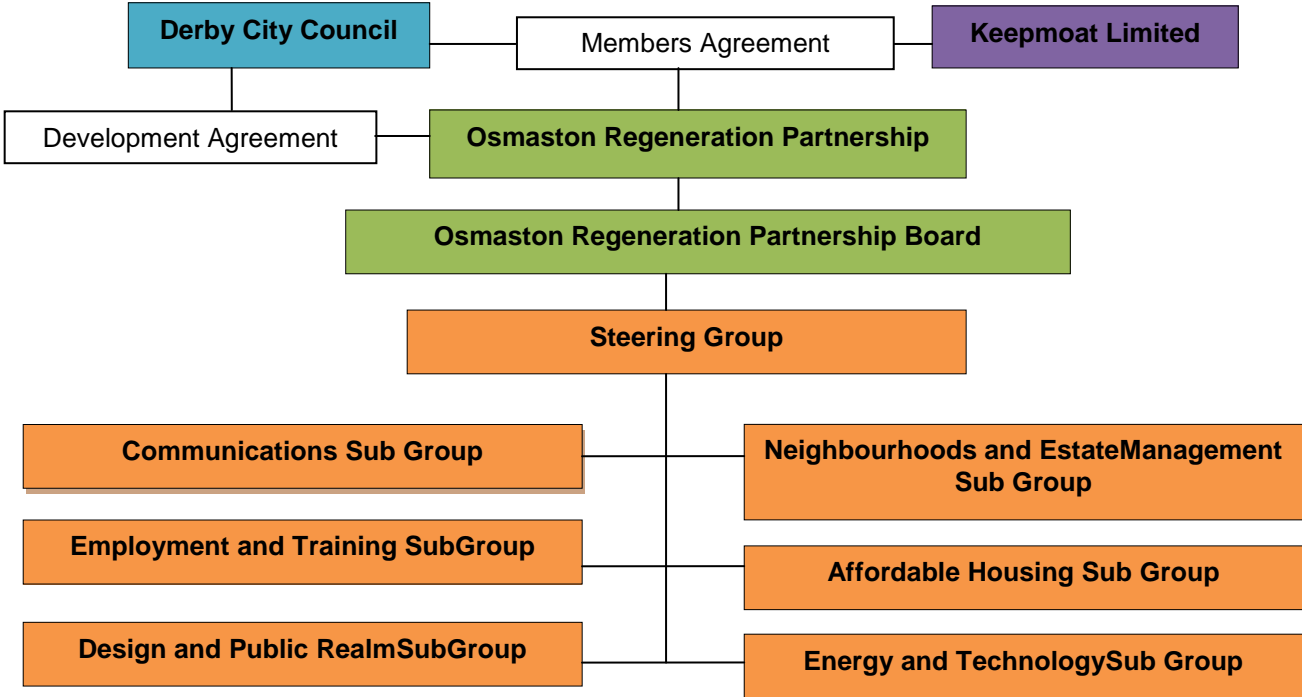 Derby City Council
Members Agreement
Keepmoat Limited
Development Agreement
Osmaston Regeneration Partnership
Osmaston Regeneration Partnership Board
Steering Group
Communications Sub Group
Neighbourhoods and EstateManagement
Sub Group
Employment and Training SubGroup
Affordable Housing Sub Group
Design and Public RealmSubGroup
Energy and TechnologySub Group